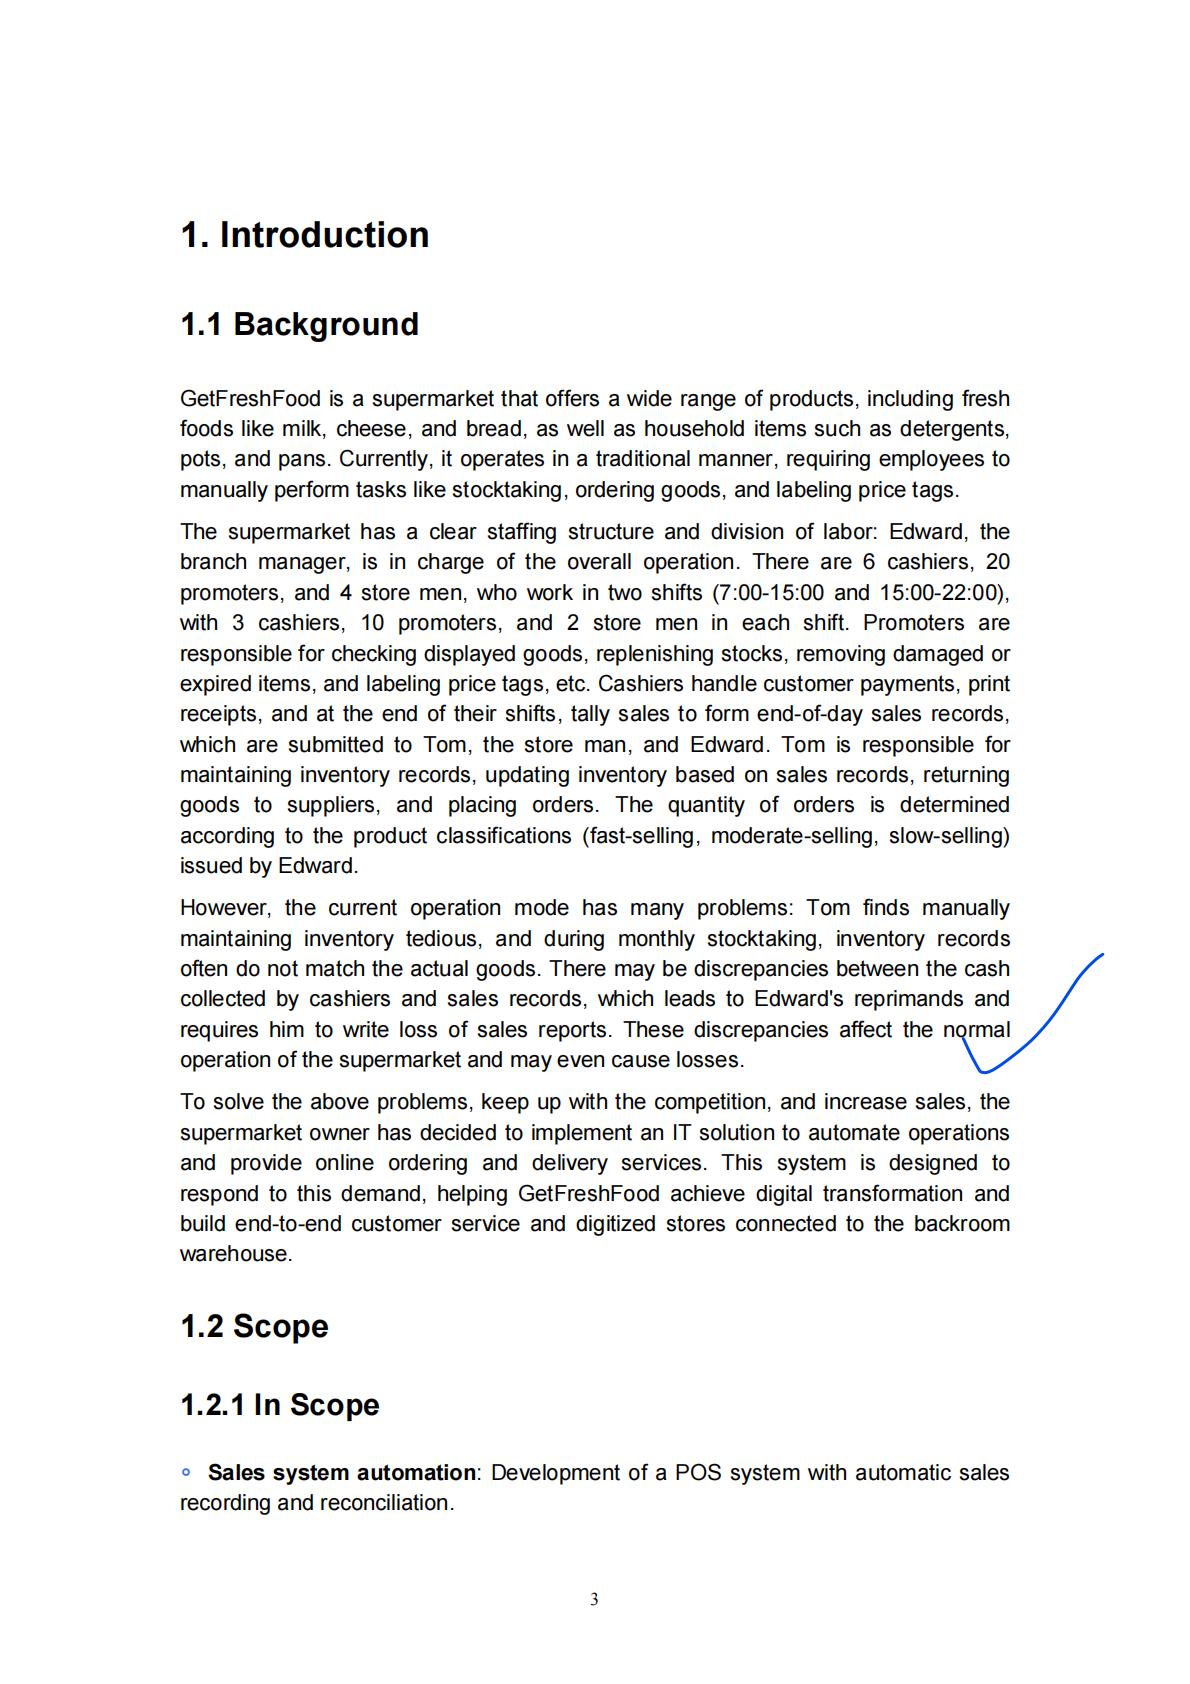 1. Introduction
1.1 Background
GetFreshFood is a supermarket that offers a wide range of products, including fresh
foods like milk, cheese, and bread, as well as household items such as detergents,
pots, and pans. Currently, it operates in a traditional manner, requiring employees to
manually perform tasks like stocktaking, ordering goods, and labeling price tags.
The supermarket has a clear staffing structure and division of labor: Edward, the
branch manager, is in charge of the overall operation. There are 6 cashiers, 20
promoters, and 4 store men, who work in two shifts (7:00-15:00 and 15:00-22:00),
with 3 cashiers, 10 promoters, and 2 store men in each shift. Promoters are
responsible for checking displayed goods, replenishing stocks, removing damaged or
expired items, and labeling price tags, etc. Cashiers handle customer payments, print
receipts, and at the end of their shifts, tally sales to form end-of-day sales records,
which are submitted to Tom, the store man, and Edward. Tom is responsible for
maintaining inventory records, updating inventory based on sales records, returning
goods to suppliers, and placing orders. The quantity of orders is determined
according to the product classifications (fast-selling, moderate-selling, slow-selling)
issued by Edward.
However, the current operation mode has many problems: Tom finds manually
maintaining inventory tedious, and during monthly stocktaking, inventory records
often do not match the actual goods. There may be discrepancies between the cash
collected by cashiers and sales records, which leads to Edward's reprimands and
requires him to write loss of sales reports. These discrepancies affect the normal
operation of the supermarket and may even cause losses.
To solve the above problems, keep up with the competition, and increase sales, the
supermarket owner has decided to implement an IT solution to automate operations
and provide online ordering and delivery services. This system is designed to
respond to this demand, helping GetFreshFood achieve digital transformation and
build end-to-end customer service and digitized stores connected to the backroom
warehouse.
1.2 Scope
1.2.1 In Scope
Sales system automation: Development of a POS system with automatic sales
recording and reconciliation.
3